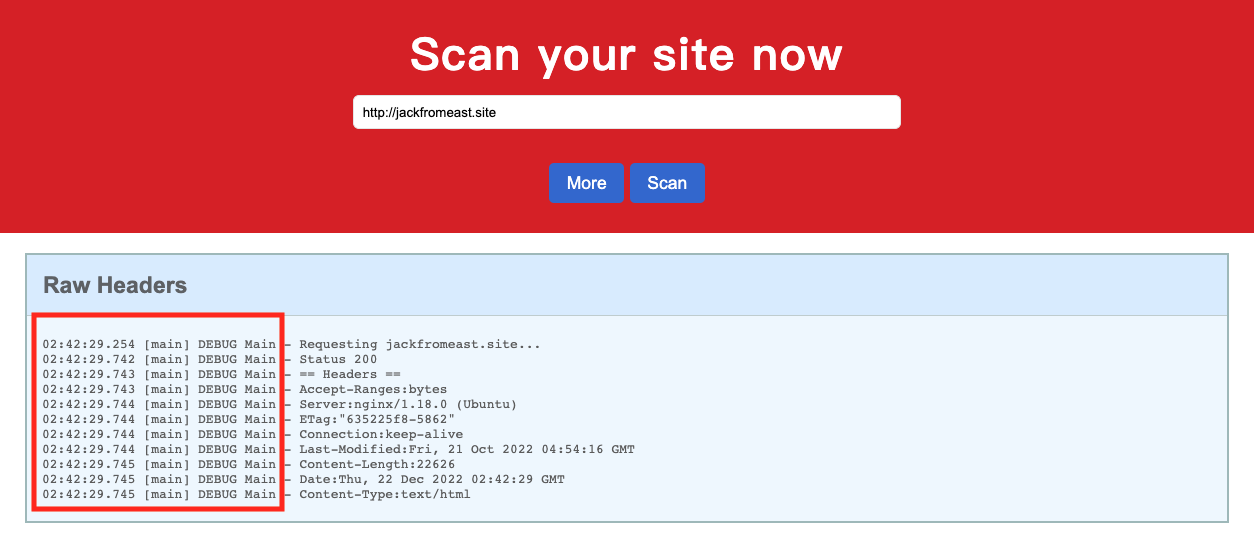 Scan your site now
http://jackfromeast.site
More Scan
Raw Headers
02:42:29.254 [main] DEBUG Main - Requesting jackfromeast.site...
02:42:29.742 [main] DEBUG Main - Status 200
02:42:29.743 [main] DEBUG Main - == Headers ==
02:42:29.743 [main] DEBUG Main - Accept-Ranges:bytes
02:42:29.744 [main] DEBUG Main - Server:nginx/1.18.0 (Ubuntu)
02:42:29.744 [main] DEBUG Main - ETag:"635225f8-5862"
02:42:29.744 [main] DEBUG Main - Connection:keep-alive
02:42:29.744 [main] DEBUG Main - Last-Modified:Fri, 21 Oct 2022 04:54:16 GMT
02:42:29.745 [main] DEBUG Main - Content-Length:22626
02:42:29.745 [main] DEBUG Main - Date:Thu, 22 Dec 2022 02:42:29 GMT
02:42:29.745 [main] DEBUG Main - Content-Type:text/html